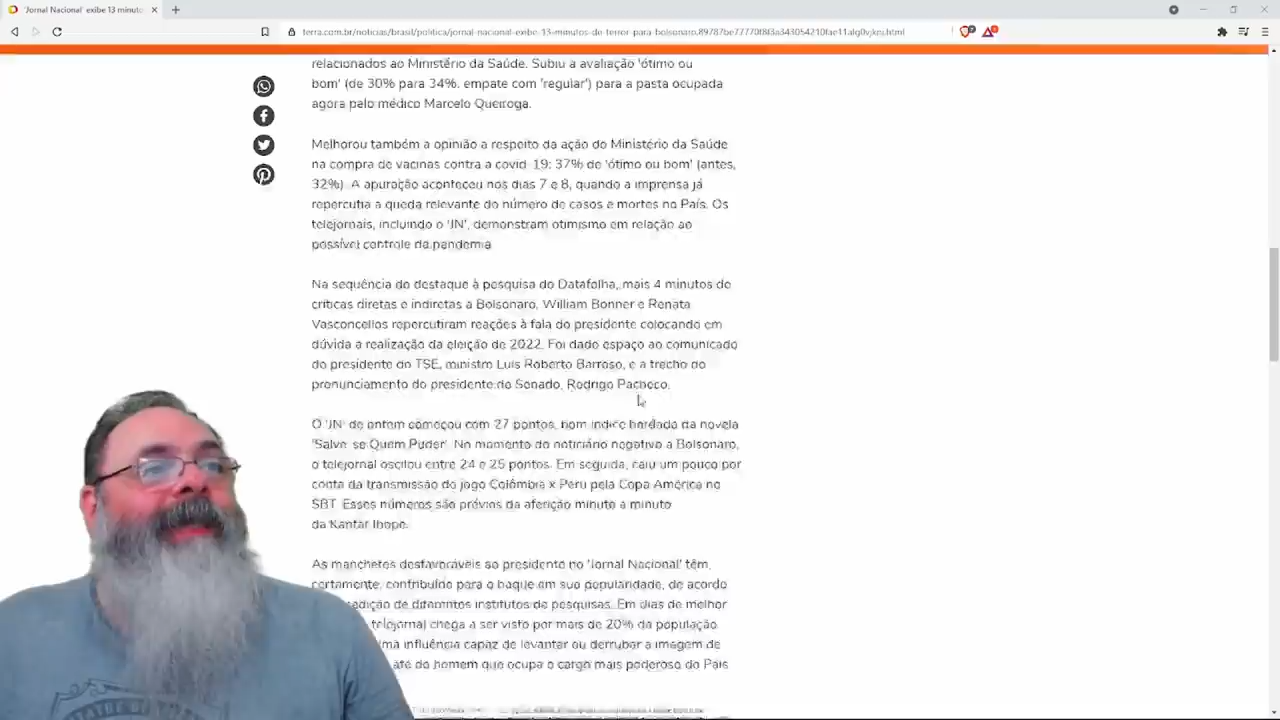 'Jornal Nacional' exibe 13 minuto
terra.com.br/noticias/brasil/politica/jornal-nacional-exibe-13-minutos-de-terror-para-bolsonaro
relacionados ao Ministério da Saúde. Subiu a avaliação 'ótimo ou
bom' (de 30% para 34%, empate com 'regular') para a pasta ocupada
agora pelo médico Marcelo Queiroga.
Melhorou também a opinião a respeito da ação do Ministério da Saúde
na compra de vacinas contra a covid-19: 37% de 'ótimo ou bom' (antes,
32%). A apuração aconteceu nos dias 7 e 8, quando a imprensa já
repercutia a queda relevante do número de casos e mortes no País. Os
telejornais, incluindo o 'JN', demonstram otimismo em relação ao
possível controle da pandemia
Na sequência do destaque à pesquisa do Datafolha, mais 4 minutos de
críticas diretas e indiretas a Bolsonaro. William Bonner e Renata
Vasconcellos repercutiram reações à fala do presidente colocando em
dúvida a realização da eleição de 2022. Foi dado espaço ao comunicado
do presidente do TSE, ministro Luís Roberto Barroso, e a trecho do
pronunciamento do presidente do Senado, Rodrigo Pacheco.
O 'JN' de ontem começou com 27 pontos, bom índice herdado da novela
'Salve-se Quem Puder'. No momento do noticiário negativo a Bolsonaro,
o telejornal oscilou entre 24 e 25 pontos. Em seguida, caiu um pouco por
conta da transmissão do jogo Colômbia x Peru pela Copa América no
SBT. Esses números são prévios da aferição minuto a minuto
da Kantar Ibope.
As manchetes desfavoráveis ao presidente no 'Jornal Nacional' têm,
certamente, contribuído para o baque em sua popularidade, de acordo
de diferentes institutos de pesquisas. Em dias de melhor
telejornal chega a ser visto por mais de 20% da população.
influência capaz de levantar ou derrubar a imagem de
até do homem que ocupa o cargo mais poderoso do País